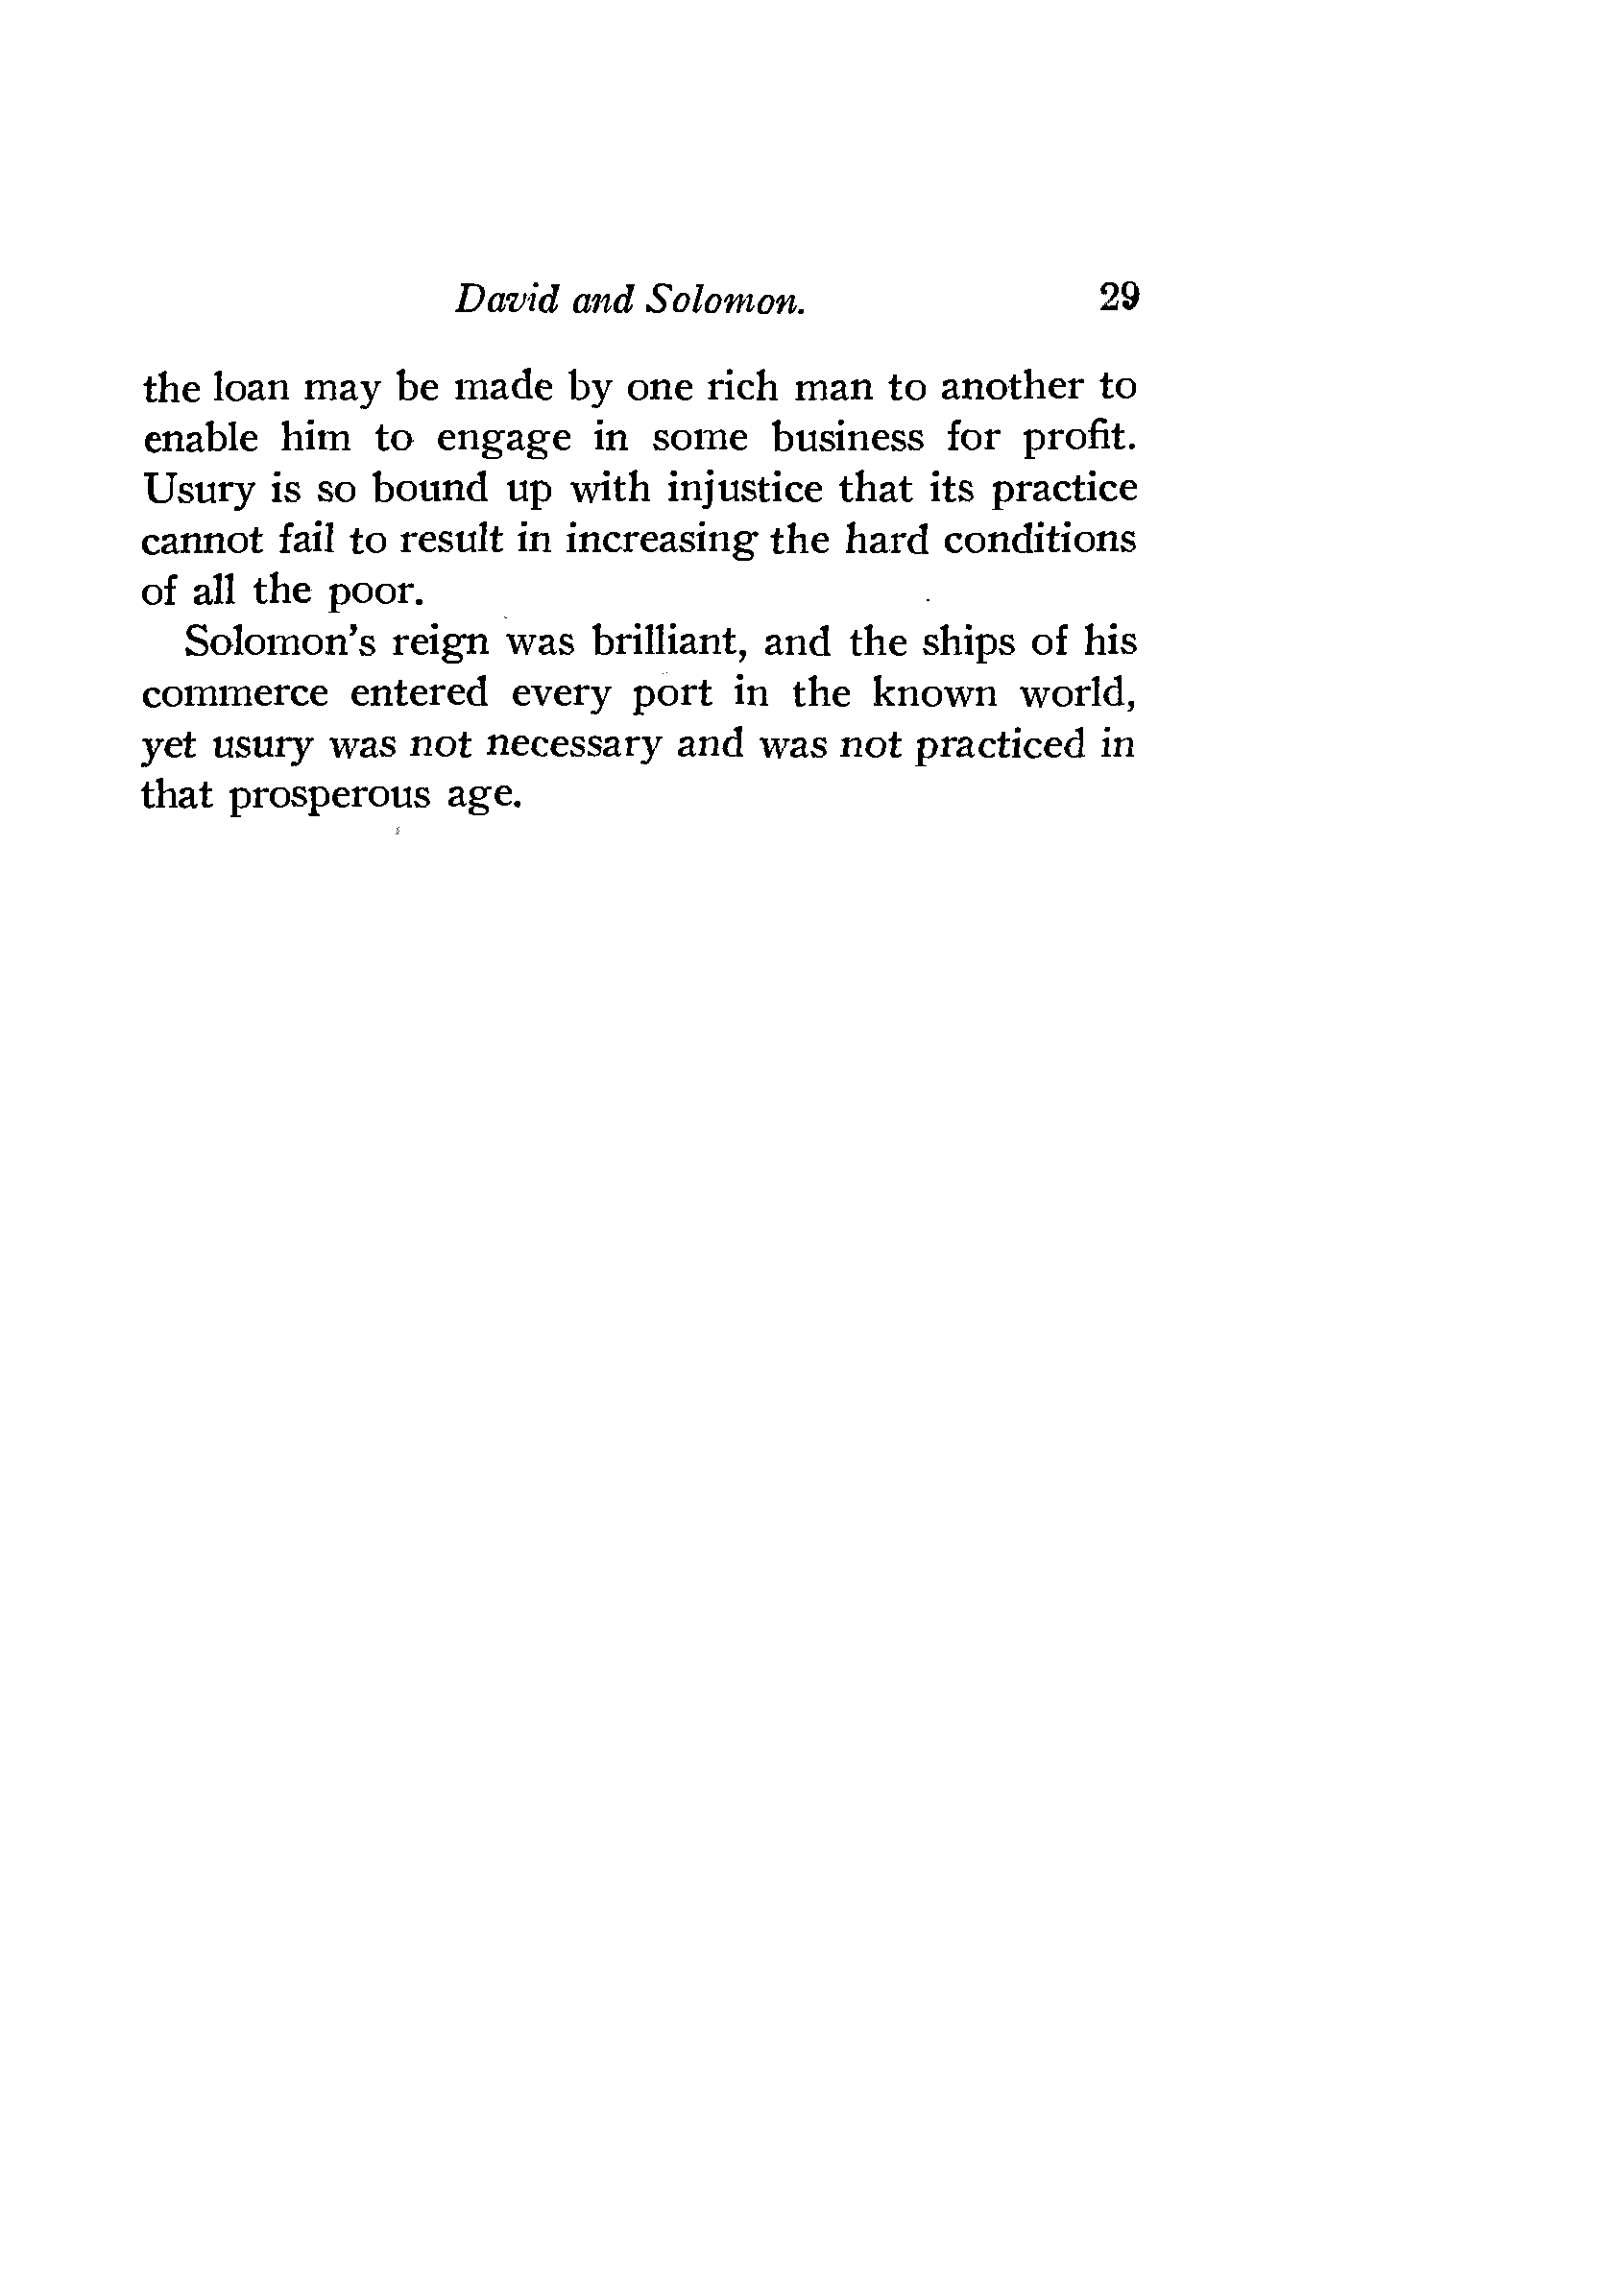 David and Solomon. 29
the loan may be made by one rich man to another to
enable him to engage in some business for profit.
Usury is so bound up with injustice that its practice
cannot fail to result in increasing the hard conditions
of all the poor.
Solomon's reign was brilliant, and the ships of his
commerce entered every port in the known world,
yet usury was not necessary and was not practiced in
that prosperous age.